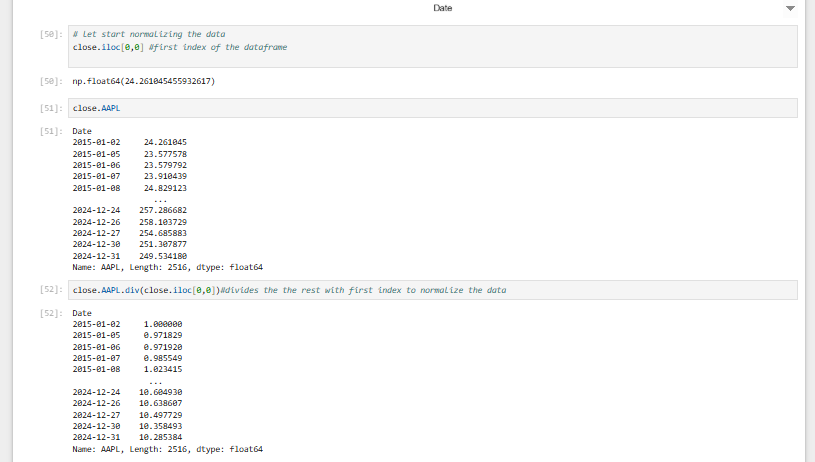 Date
[50]: # Let start normalizing the data
close.iloc[0,0] #first index of the dataframe
[50]: np.float64(24.261045455932617)
[51]: close.AAPL
[51]: Date
2015-01-02 24.261045
2015-01-05 23.577578
2015-01-06 23.579792
2015-01-07 23.910439
2015-01-08 24.829123
...
2024-12-24 257.286682
2024-12-26 258.103729
2024-12-27 254.685883
2024-12-30 251.307877
2024-12-31 249.534180
Name: AAPL, Length: 2516, dtype: float64
[52]: close.AAPL.div(close.iloc[0,0])#divides the the rest with first index to normalize the data
[52]: Date
2015-01-02 1.000000
2015-01-05 0.971829
2015-01-06 0.971920
2015-01-07 0.985549
2015-01-08 1.023415
...
2024-12-24 10.604930
2024-12-26 10.638607
2024-12-27 10.497729
2024-12-30 10.358493
2024-12-31 10.285384
Name: AAPL, Length: 2516, dtype: float64